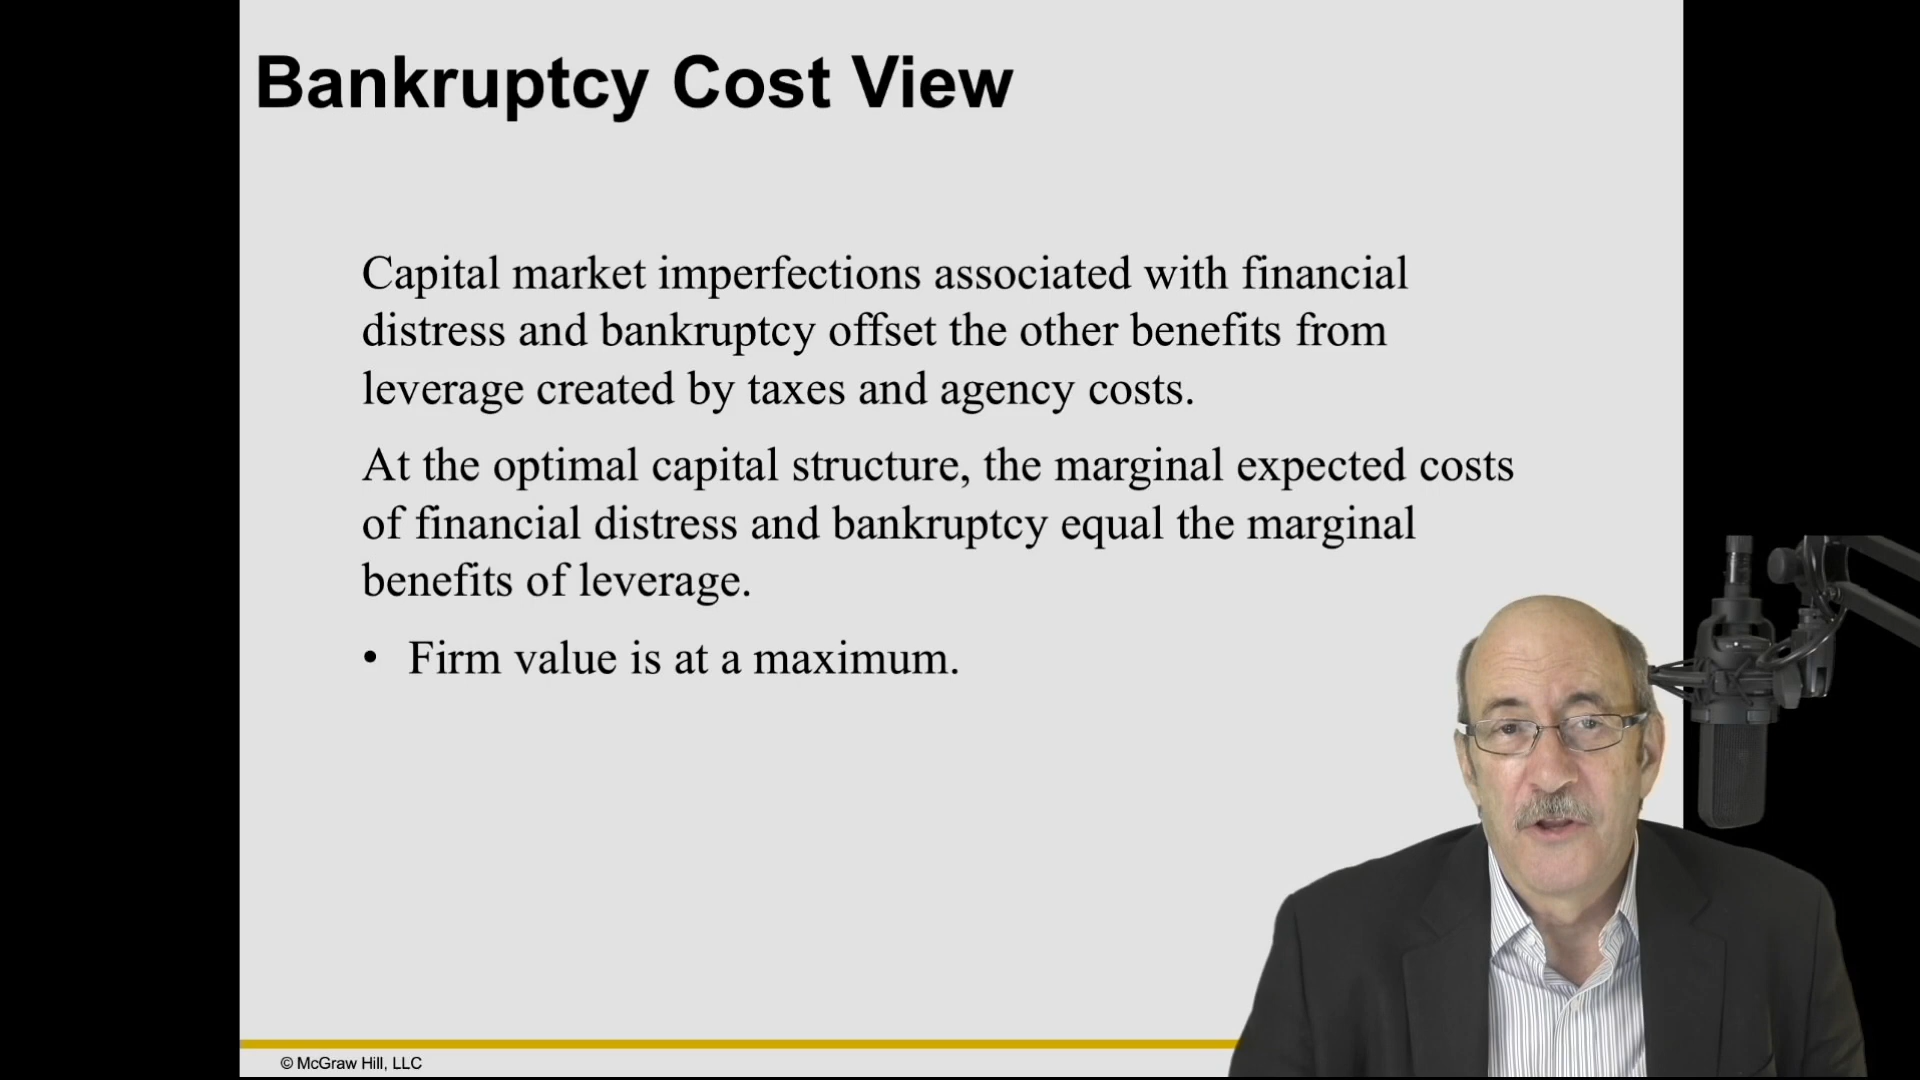 Bankruptcy Cost View
Capital market imperfections associated with financial
distress and bankruptcy offset the other benefits from
leverage created by taxes and agency costs.
At the optimal capital structure, the marginal expected costs
of financial distress and bankruptcy equal the marginal
benefits of leverage.
• Firm value is at a maximum.
© McGraw Hill, LLC